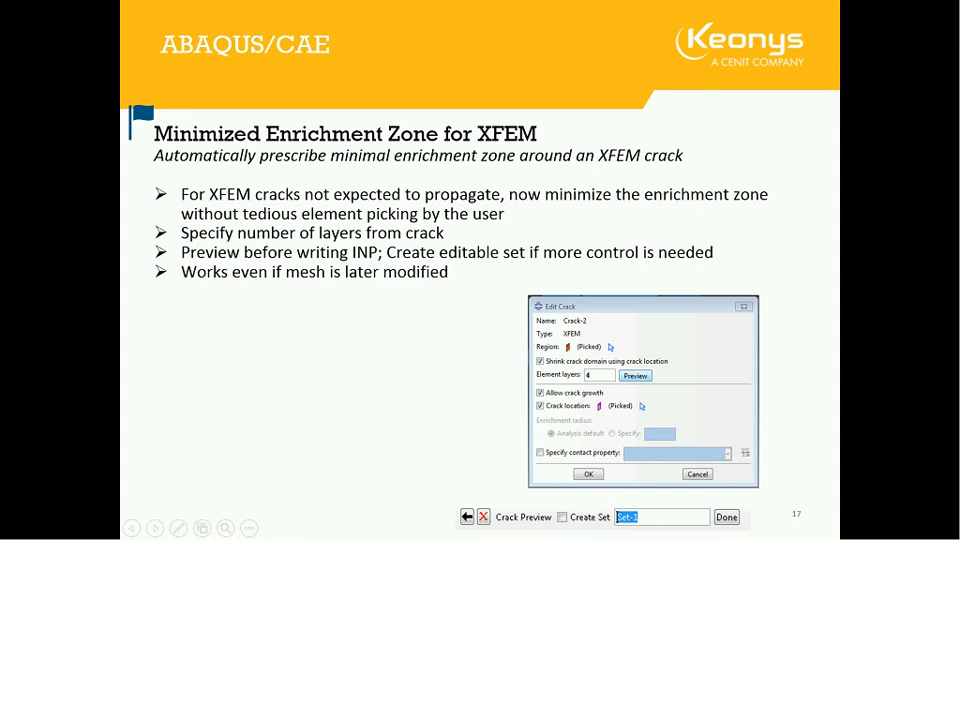 ABAQUS/CAE
Keonys
A CENIT COMPANY
Minimized Enrichment Zone for XFEM
Automatically prescribe minimal enrichment zone around an XFEM crack
For XFEM cracks not expected to propagate, now minimize the enrichment zone
without tedious element picking by the user
Specify number of layers from crack
Preview before writing INP; Create editable set if more control is needed
Works even if mesh is later modified
Edit Crack
Name: Crack-2
Type: XFEM
Region: (Picked)
Shrink crack domain using crack location
Element layers: 4 Preview
Allow crack growth
Crack location: (Picked)
Enrichment radius:
Analysis default Specify:
Specify contact property:
OK Cancel
Crack Preview Create Set Set-1 Done
17